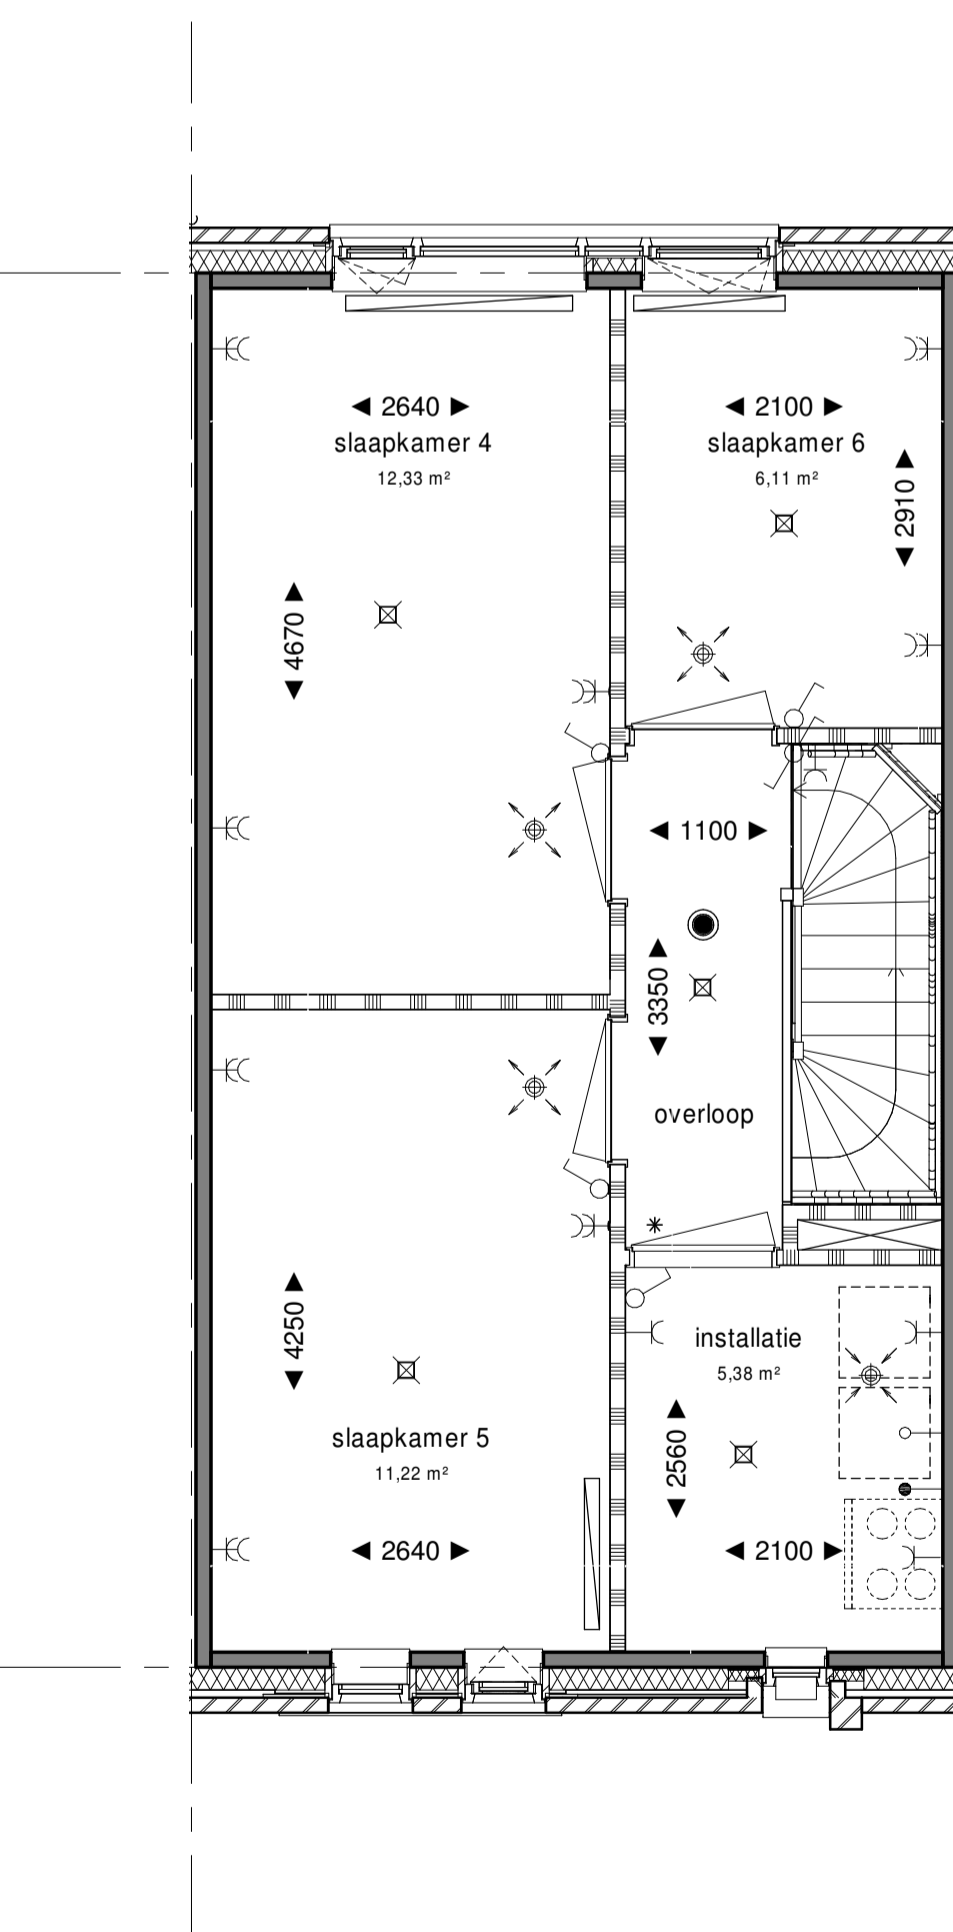 2640
slaapkamer 4
12,33 m²
4670
2100
slaapkamer 6
6,11 m²
2910
1100
3350
overloop
4250
slaapkamer 5
11,22 m²
2640
installatie
5,38 m²
2560
2100